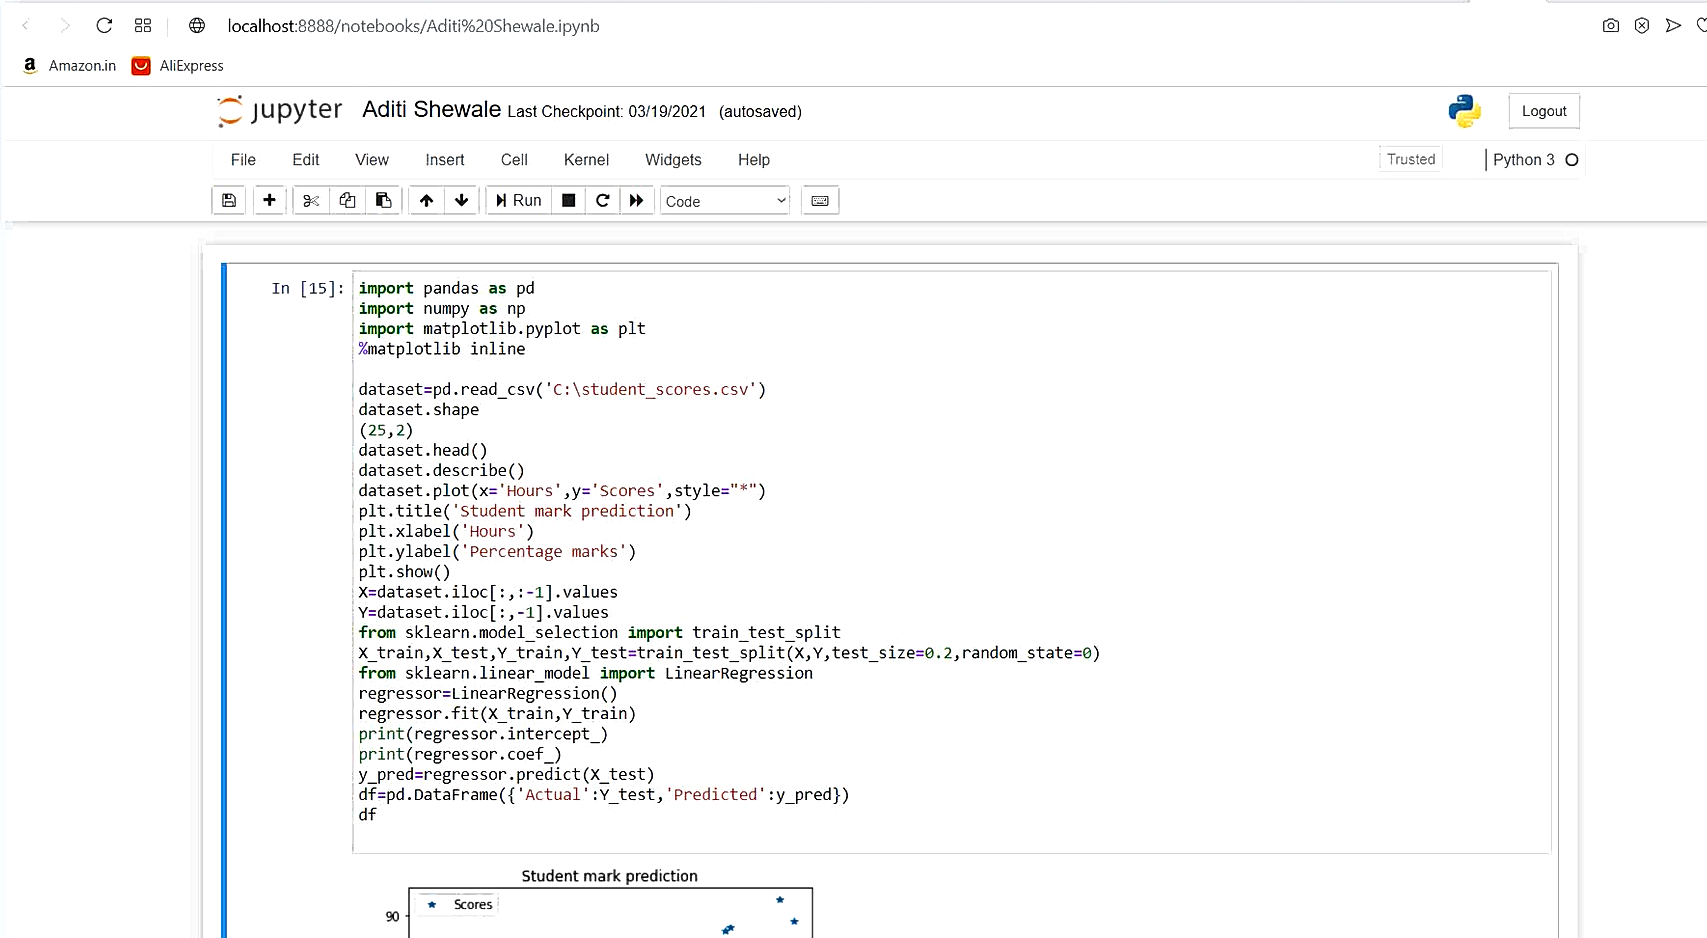 localhost:8888/notebooks/Aditi%20Shewale.ipynb
Amazon.in AliExpress
jupyter Aditi Shewale Last Checkpoint: 03/19/2021 (autosaved) Logout
File Edit View Insert Cell Kernel Widgets Help Trusted Python 3
Run Code
In [15]: import pandas as pd
import numpy as np
import matplotlib.pyplot as plt
%matplotlib inline
dataset=pd.read_csv('C:\student_scores.csv')
dataset.shape
(25,2)
dataset.head()
dataset.describe()
dataset.plot(x='Hours',y='Scores',style="*")
plt.title('Student mark prediction')
plt.xlabel('Hours')
plt.ylabel('Percentage marks')
plt.show()
X=dataset.iloc[:,:-1].values
Y=dataset.iloc[:,-1].values
from sklearn.model_selection import train_test_split
X_train,X_test,Y_train,Y_test=train_test_split(X,Y,test_size=0.2,random_state=0)
from sklearn.linear_model import LinearRegression
regressor=LinearRegression()
regressor.fit(X_train,Y_train)
print(regressor.intercept_)
print(regressor.coef_)
y_pred=regressor.predict(X_test)
df=pd.DataFrame({'Actual':Y_test,'Predicted':y_pred})
df
Student mark prediction
Scores
90